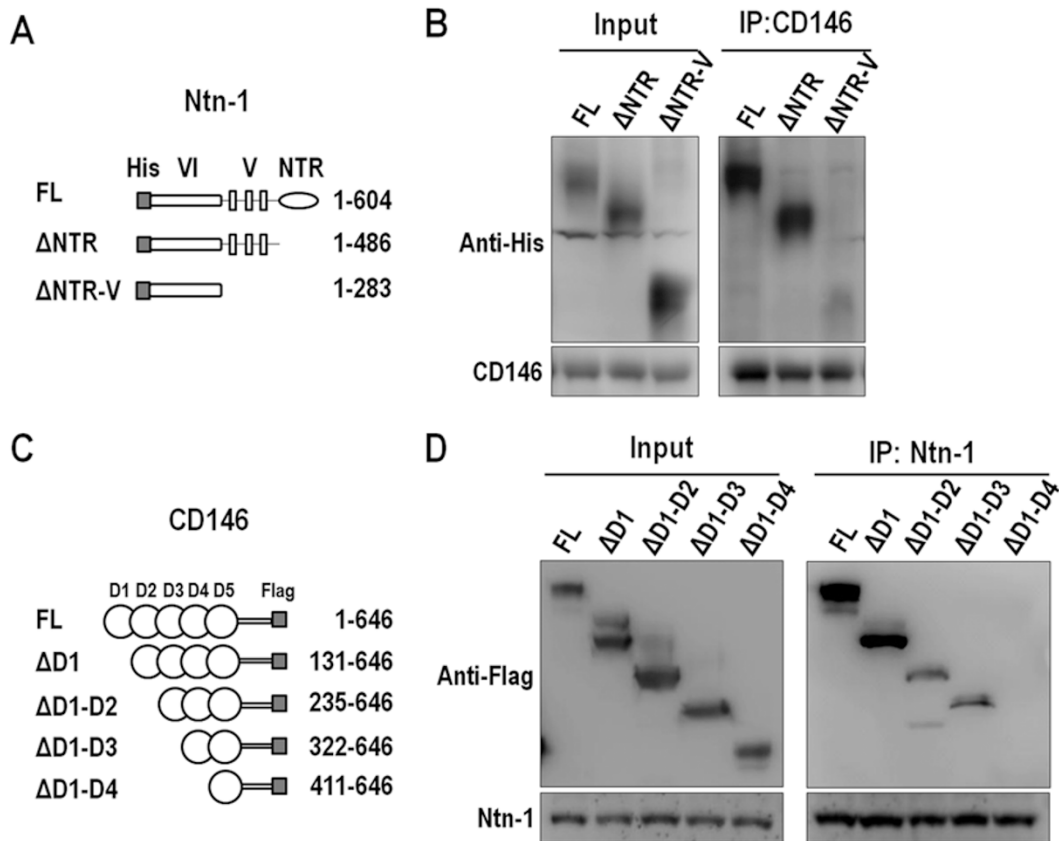 A
Ntn-1
His VI V NTR
FL 1-604
ΔNTR 1-486
ΔNTR-V 1-283
B
Input IP:CD146
FL ΔNTR ΔNTR-V FL ΔNTR ΔNTR-V
Anti-His
CD146
C
CD146
D1 D2 D3 D4 D5 Flag
FL 1-646
ΔD1 131-646
ΔD1-D2 235-646
ΔD1-D3 322-646
ΔD1-D4 411-646
D
Input IP: Ntn-1
FL ΔD1 ΔD1-D2 ΔD1-D3 ΔD1-D4 FL ΔD1 ΔD1-D2 ΔD1-D3 ΔD1-D4
Anti-Flag
Ntn-1